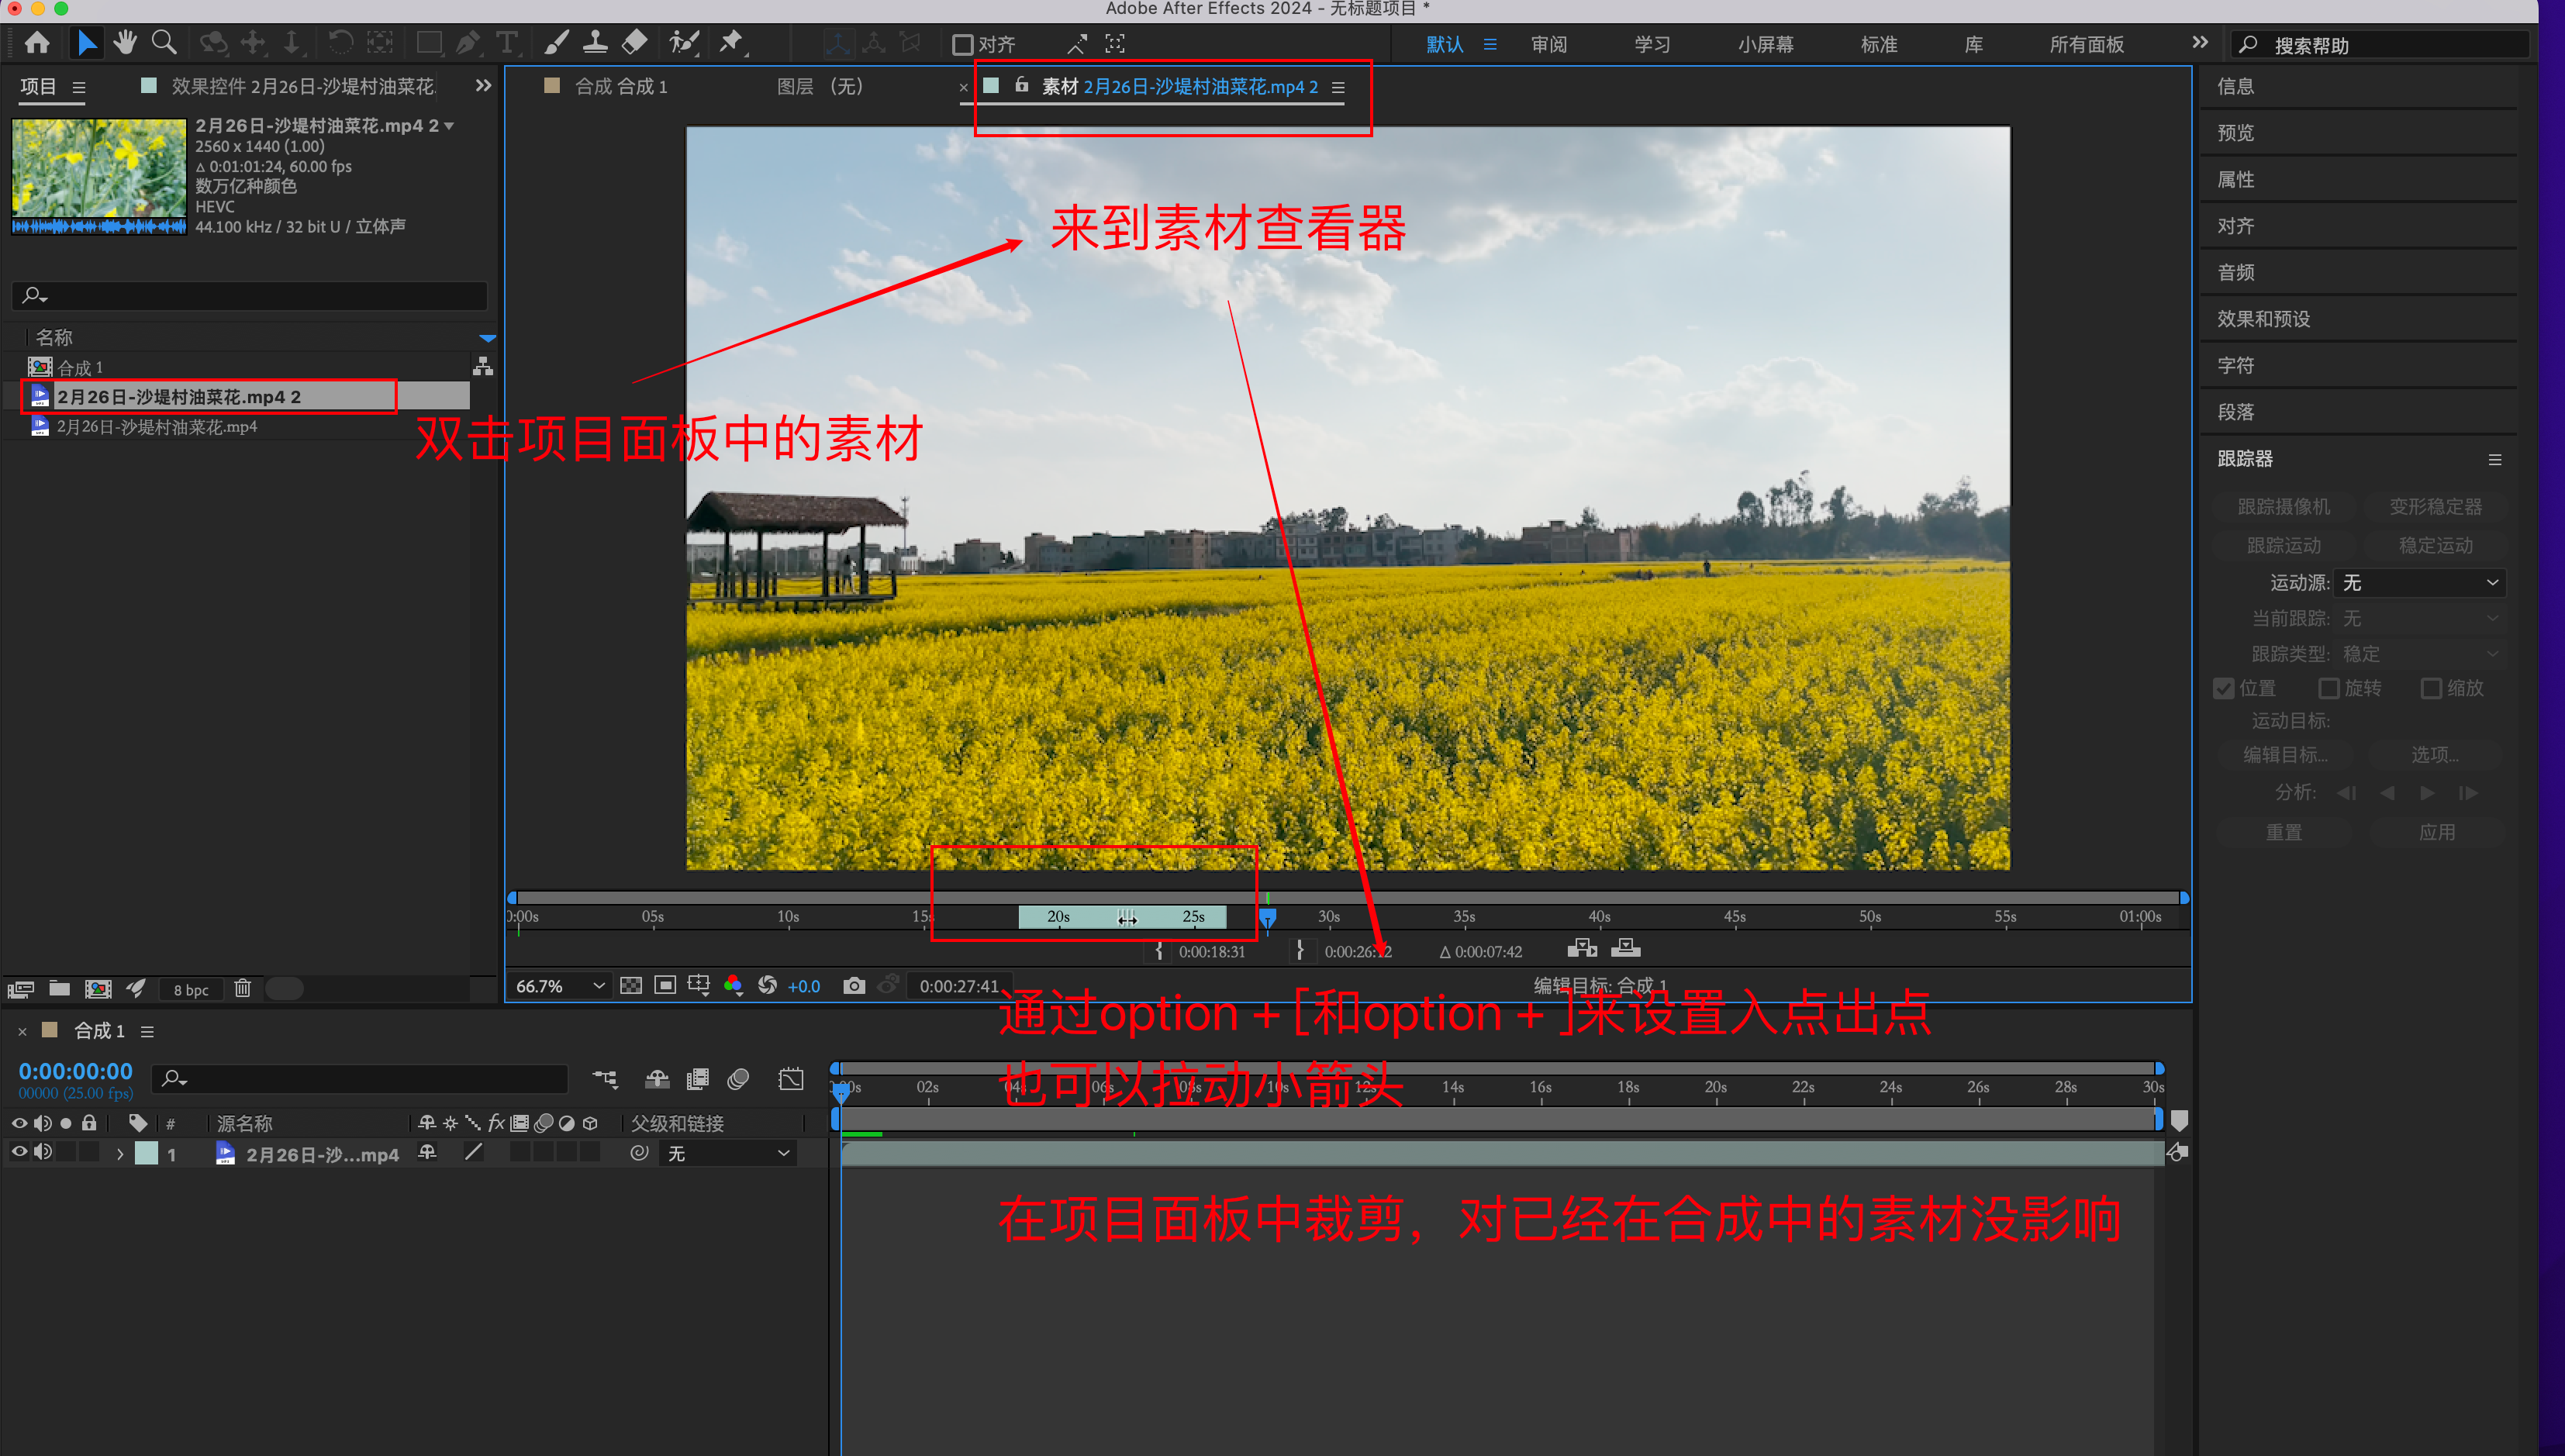 Adobe After Effects 2024 - 无标题项目 *
对齐
默认
审阅
学习
小屏幕
标准
库
所有面板
搜索帮助
项目
效果控件 2月26日-沙堤村油菜花.
合成 合成 1
图层 （无）
素材 2月26日-沙堤村油菜花.mp4 2
2月26日-沙堤村油菜花.mp4 2
2560 x 1440 (1.00)
Δ 0:01:01:24, 60.00 fps
数万亿种颜色
HEVC
44.100 kHz / 32 bit U / 立体声
名称
合成 1
2月26日-沙堤村油菜花.mp4 2
2月26日-沙堤村油菜花.mp4
来到素材查看器
双击项目面板中的素材
信息
预览
属性
对齐
音频
效果和预设
字符
段落
跟踪器
跟踪摄像机 变形稳定器
跟踪运动 稳定运动
运动源: 无
当前跟踪: 无
跟踪类型: 稳定
位置 旋转 缩放
运动目标:
编辑目标... 选项...
分析:
重置 应用
0:00s 05s 10s 15s 20s 25s 30s 35s 40s 45s 50s 55s 01:00s
{ 0:00:18:31 } 0:00:26:12 Δ 0:00:07:42
8 bpc
66.7% +0.0 0:00:27:41 编辑目标: 合成 1
通过option + [和option + ]来设置入点出点
也可以拉动小箭头
合成 1
0:00:00:00
00000 (25.00 fps)
02s 04s 06s 08s 10s 12s 14s 16s 18s 20s 22s 24s 26s 28s 30s
# 源名称 fx 父级和链接
1 2月26日-沙...mp4 无
在项目面板中裁剪，对已经在合成中的素材没影响